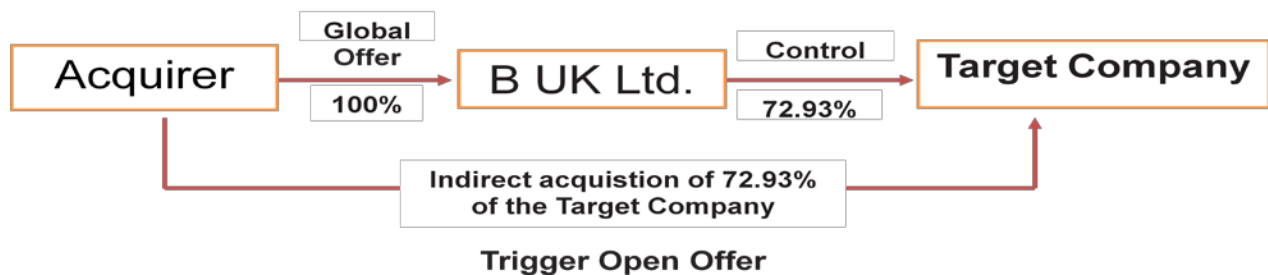 Acquirer
Global
Offer
100%
B UK Ltd.
Control
72.93%
Target Company
Indirect acquistion of 72.93%
of the Target Company
Trigger Open Offer